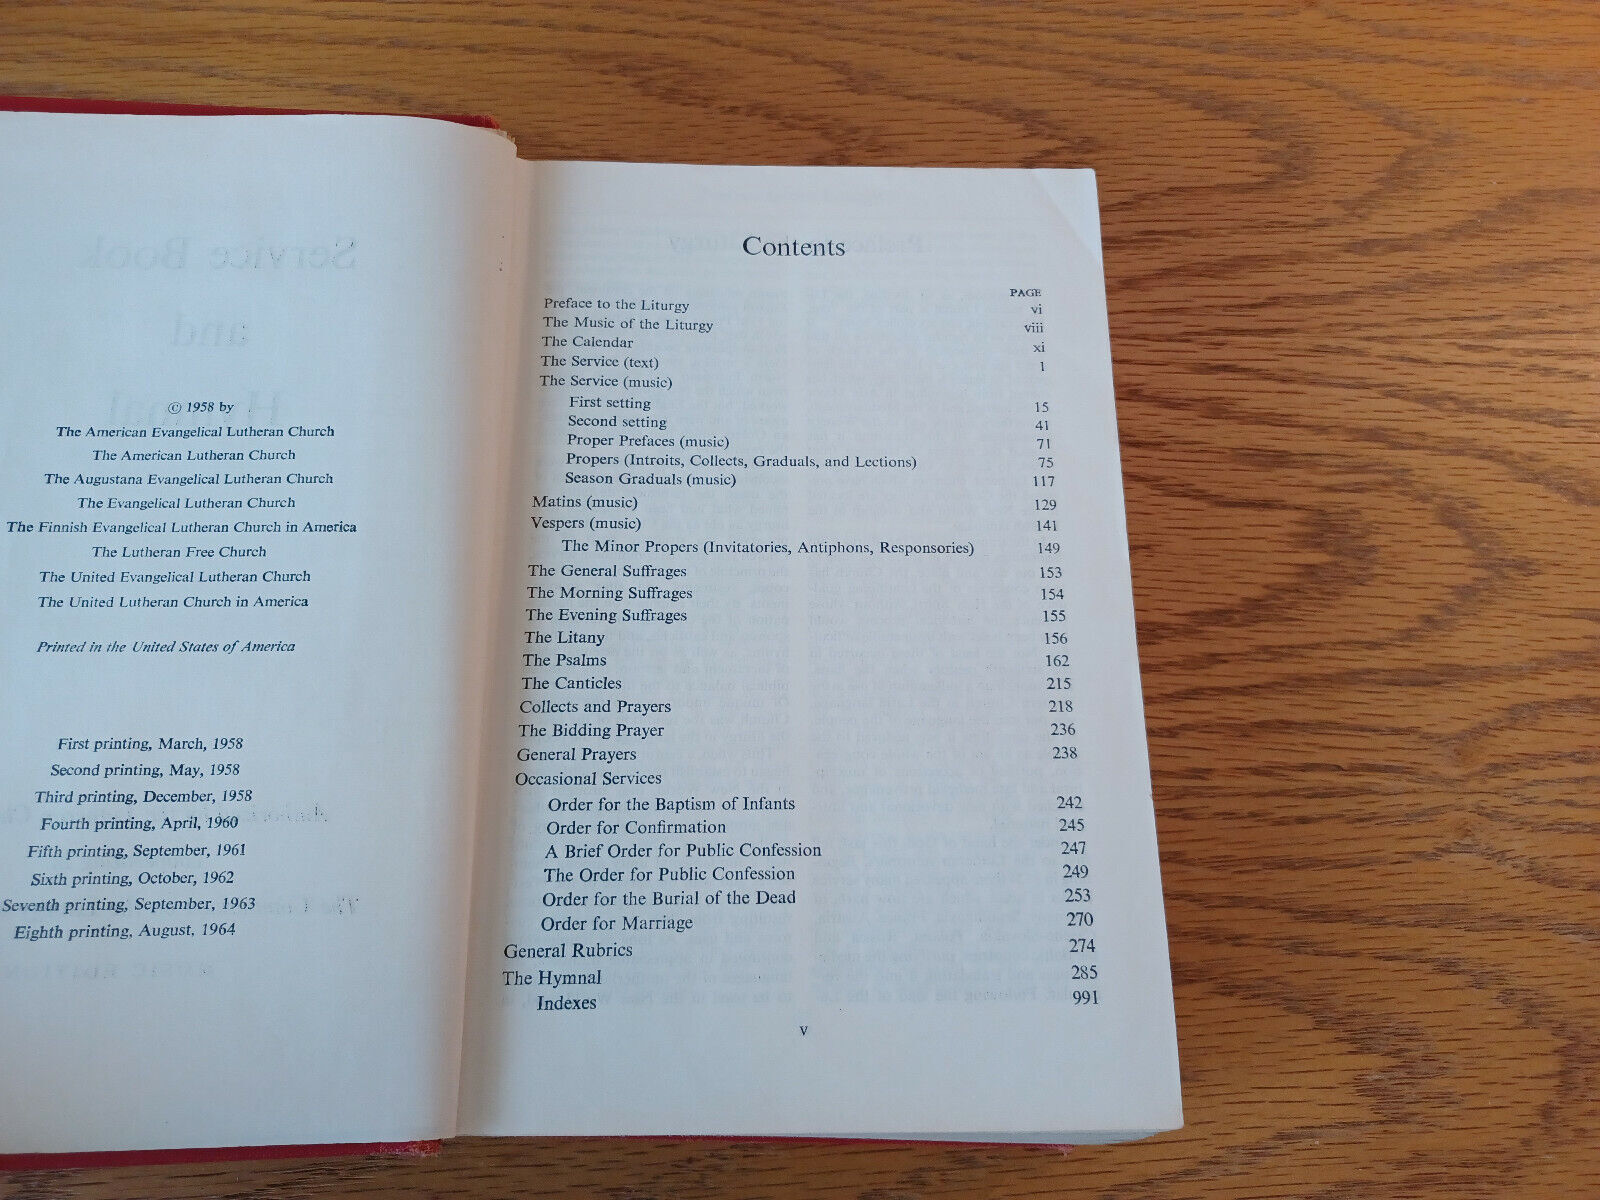 © 1958 by
The American Evangelical Lutheran Church
The American Lutheran Church
The Augustana Evangelical Lutheran Church
The Evangelical Lutheran Church
The Finnish Evangelical Lutheran Church in America
The Lutheran Free Church
The United Evangelical Lutheran Church
The United Lutheran Church in America
Printed in the United States of America
First printing, March, 1958
Second printing, May, 1958
Third printing, December, 1958
Fourth printing, April, 1960
Fifth printing, September, 1961
Sixth printing, October, 1962
Seventh printing, September, 1963
Eighth printing, August, 1964
Contents
PAGE
Preface to the Liturgy vi
The Music of the Liturgy viii
The Calendar xi
The Service (text) 1
The Service (music)
First setting 15
Second setting 41
Proper Prefaces (music) 71
Propers (Introits, Collects, Graduals, and Lections) 75
Season Graduals (music) 117
Matins (music) 129
Vespers (music) 141
The Minor Propers (Invitatories, Antiphons, Responsories) 149
The General Suffrages 153
The Morning Suffrages 154
The Evening Suffrages 155
The Litany 156
The Psalms 162
The Canticles 215
Collects and Prayers 218
The Bidding Prayer 236
General Prayers 238
Occasional Services
Order for the Baptism of Infants 242
Order for Confirmation 245
A Brief Order for Public Confession 247
The Order for Public Confession 249
Order for the Burial of the Dead 253
Order for Marriage 270
General Rubrics 274
The Hymnal 285
Indexes 991
v